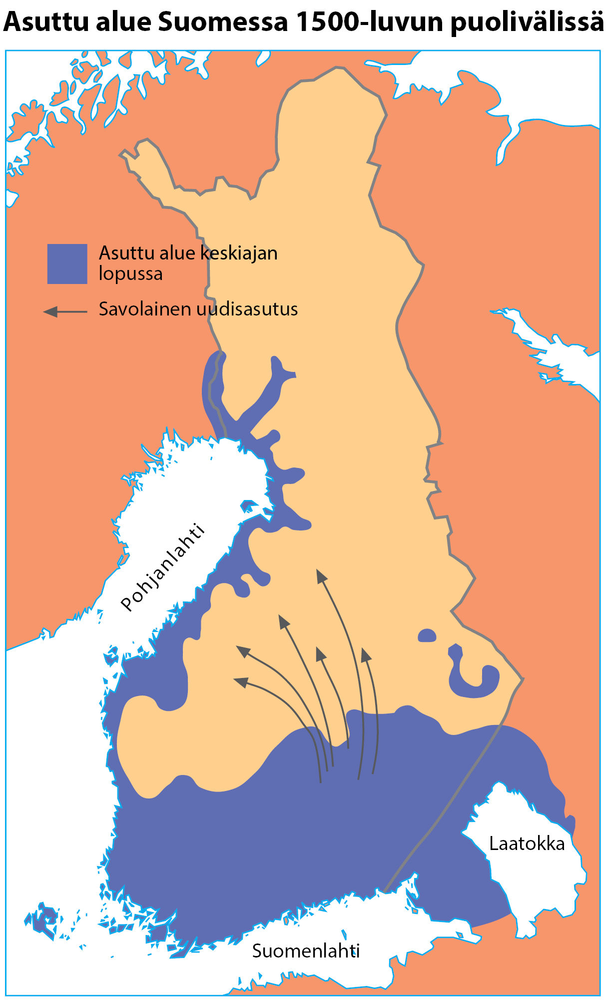 Asuttu alue Suomessa 1500-luvun puolivälissä
Asuttu alue keskiajan
lopussa
Savolainen uudisasutus
Pohjanlahti
Laatokka
Suomenlahti